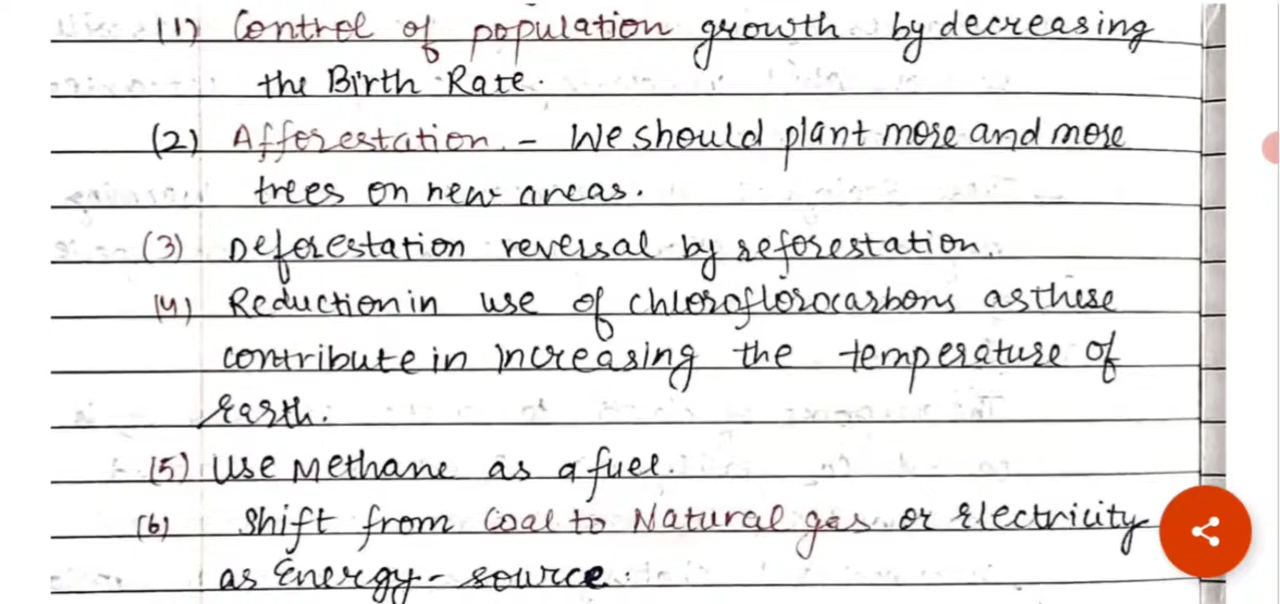 (1) Control of population growth by decreasing
the Birth Rate.
(2) Afforestation. - We should plant more and more
trees on new areas.
(3) Deforestation reversal by reforestation.
(4) Reduction in use of chloroflorocarbons as these
contribute in increasing the temperature of
Earth.
(5) Use Methane as a fuel.
(6) Shift from Coal to Natural gas or Electricity
as Energy-source.